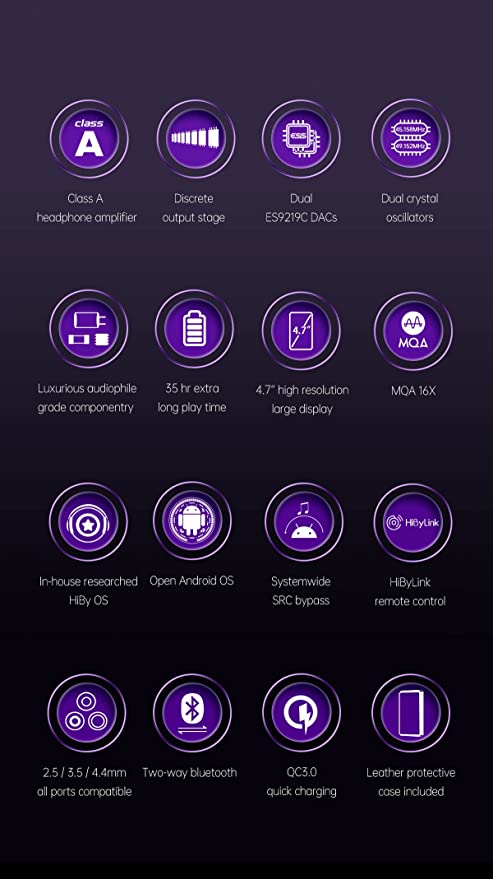 class
A
Class A
headphone amplifier
Discrete
output stage
ESS
Dual
ES9219C DACs
45.158MHz
49.152MHz
Dual crystal
oscillators
Luxurious audiophile
grade componentry
35 hr extra
long play time
4.7"
4.7" high resolution
large display
MQA
MQA 16X
In-house researched
HiBy OS
Open Android OS
Systemwide
SRC bypass
HiByLink
HiByLink
remote control
2.5 / 3.5 / 4.4mm
all ports compatible
Two-way bluetooth
QC3.0
quick charging
Leather protective
case included